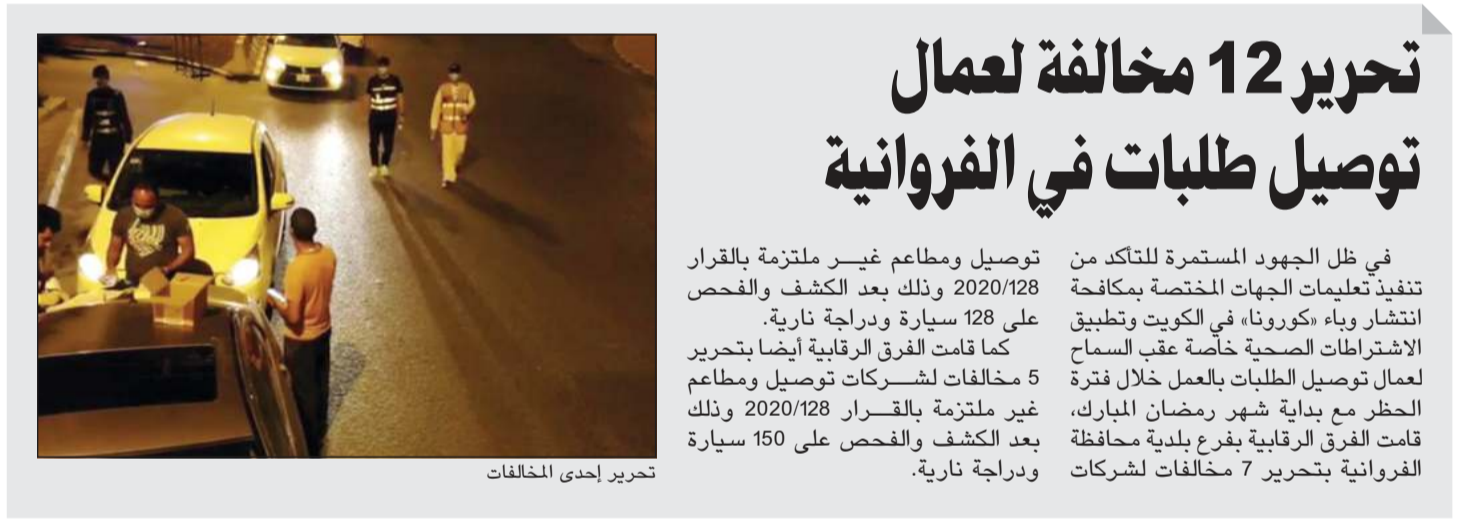 تحرير 12 مخالفة لعمال
توصيل طلبات في الفروانية
في ظل الجهود المستمرة للتأكد من
تنفيذ تعليمات الجهات المختصة بمكافحة
انتشار وباء «كورونا» في الكويت وتطبيق
الاشتراطات الصحية خاصة عقب السماح
لعمال توصيل الطلبات بالعمل خلال فترة
الحظر مع بداية شهر رمضان المبارك،
قامت الفرق الرقابية بفرع بلدية محافظة
الفروانية بتحرير 7 مخالفات لشركات
توصيل ومطاعم غير ملتزمة بالقرار
2020/128 وذلك بعد الكشف والفحص
على 128 سيارة ودراجة نارية.
كما قامت الفرق الرقابية أيضا بتحرير
5 مخالفات لشركات توصيل ومطاعم
غير ملتزمة بالقرار 2020/128 وذلك
بعد الكشف والفحص على 150 سيارة
ودراجة نارية.
تحرير إحدى المخالفات